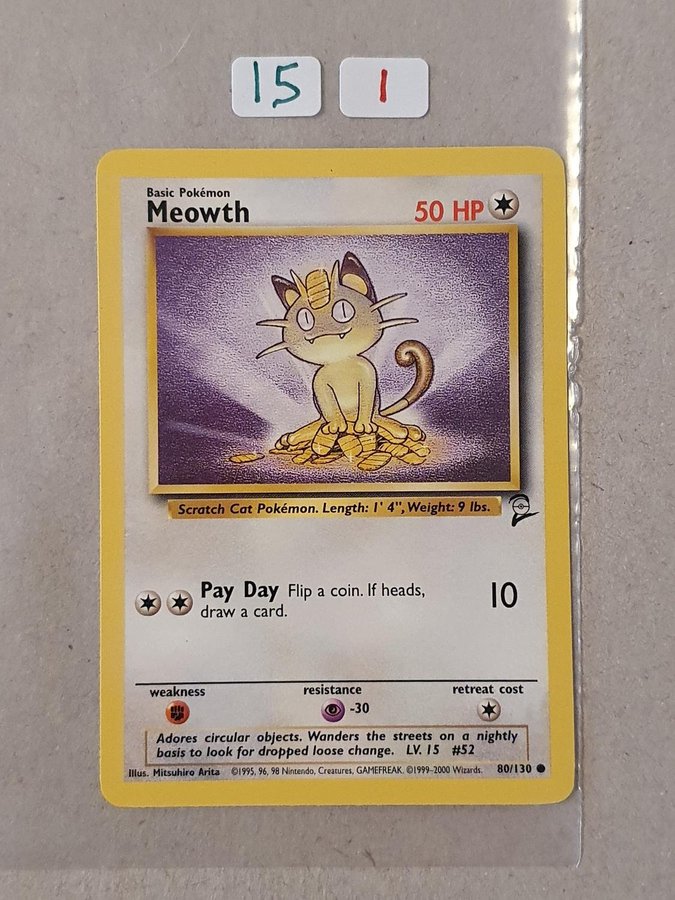 15 1
Basic Pokémon
Meowth 50 HP
Scratch Cat Pokémon. Length: 1' 4", Weight: 9 lbs.
Pay Day Flip a coin. If heads,
draw a card. 10
weakness resistance retreat cost
-30
Adores circular objects. Wanders the streets on a nightly
basis to look for dropped loose change. LV. 15 #52
Illus. Mitsuhiro Arita ©1995, 96, 98 Nintendo, Creatures, GAMEFREAK. ©1999-2000 Wizards. 80/130